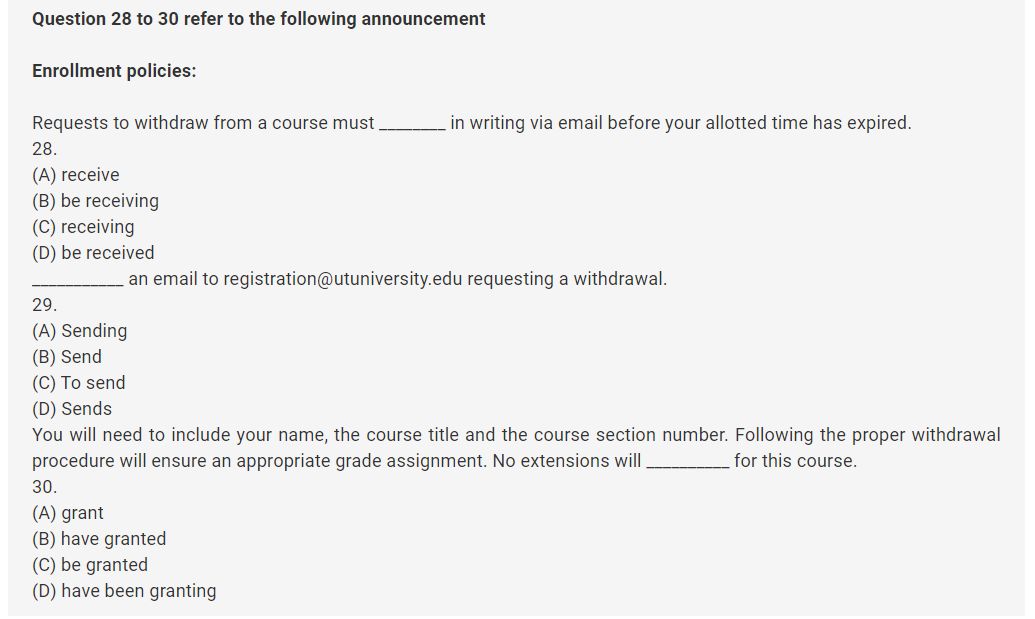 Question 28 to 30 refer to the following announcement
Enrollment policies:
Requests to withdraw from a course must ________ in writing via email before your allotted time has expired.
28.
(A) receive
(B) be receiving
(C) receiving
(D) be received
___________ an email to registration@utuniversity.edu requesting a withdrawal.
29.
(A) Sending
(B) Send
(C) To send
(D) Sends
You will need to include your name, the course title and the course section number. Following the proper withdrawal
procedure will ensure an appropriate grade assignment. No extensions will __________ for this course.
30.
(A) grant
(B) have granted
(C) be granted
(D) have been granting